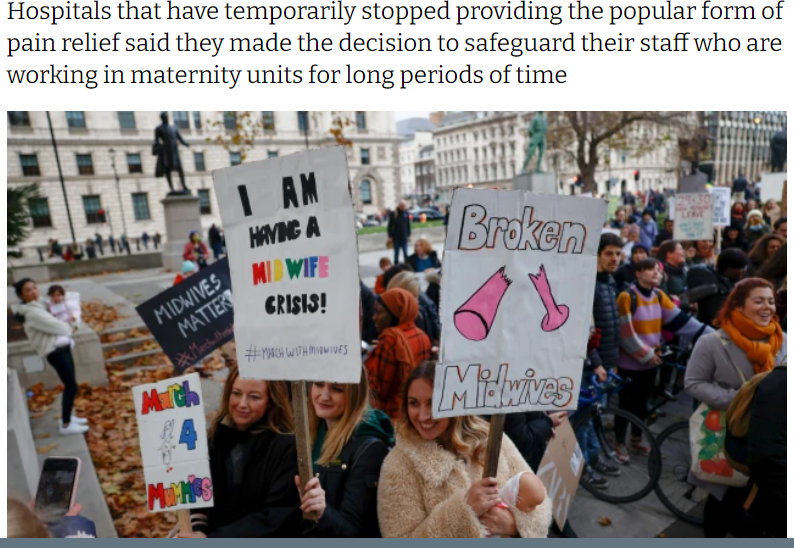 Hospitals that have temporarily stopped providing the popular form of
pain relief said they made the decision to safeguard their staff who are
working in maternity units for long periods of time
I AM
HAVING A
MIDWIFE
CRISIS!
#MARCHWITHMIDWIVES
Broken
Midwives
MIDWIVES
MATTER
March
4
Mummies